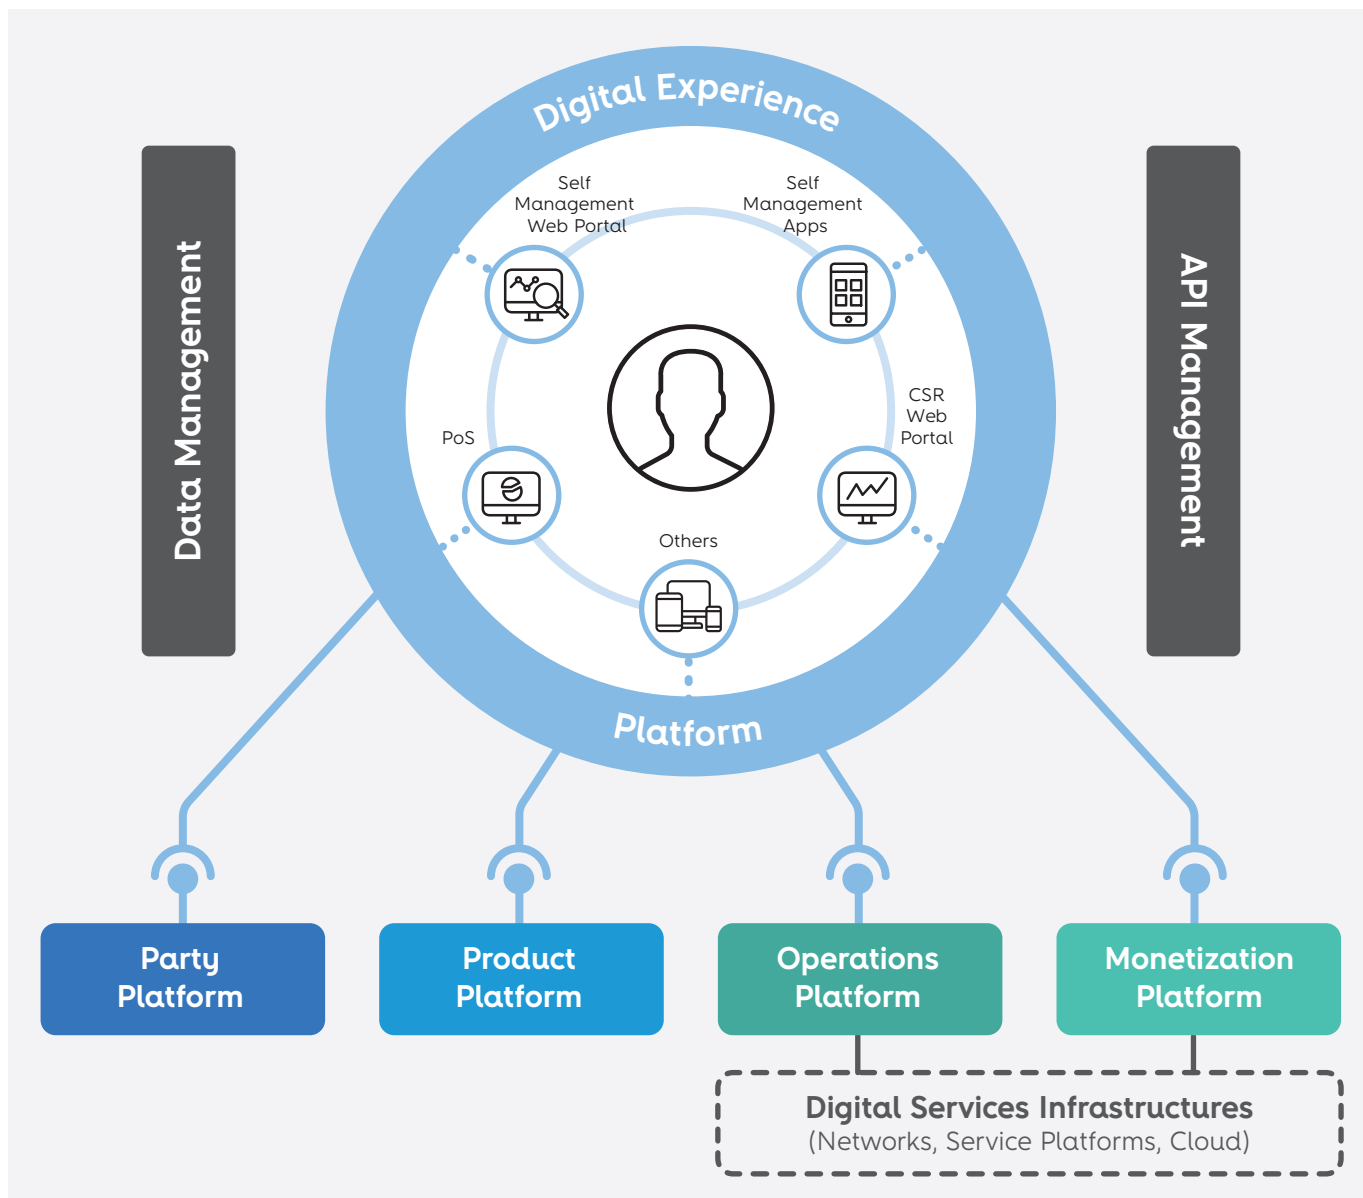 Digital Experience
Data Management
API Management
Self
Management
Web Portal
Self
Management
Apps
PoS
CSR
Web
Portal
Others
Platform
Party
Platform
Product
Platform
Operations
Platform
Monetization
Platform
Digital Services Infrastructures
(Networks, Service Platforms, Cloud)